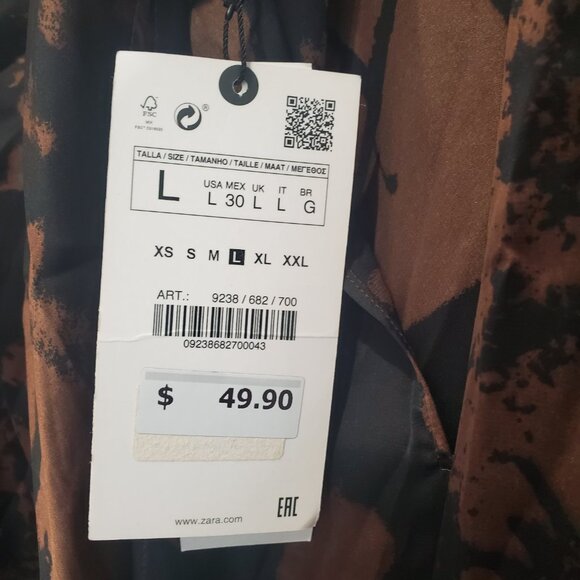 FSC
®
TALLA / SIZE / TAMANHO / TAILLE / MAAT / ΜΕΓΕΘΟΣ
L USA MEX UK IT BR
L 30 L L G
XS S M L XL XXL
ART.: 9238 / 682 / 700
09238682700043
$ 49.90
EAC
www.zara.com